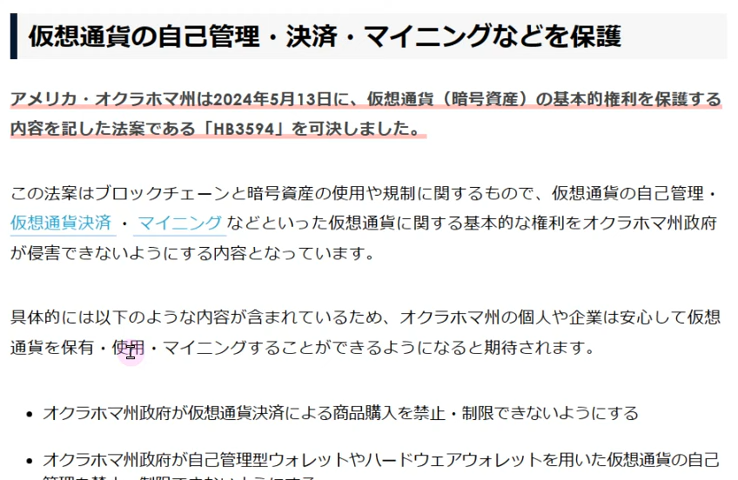 仮想通貨の自己管理・決済・マイニングなどを保護
アメリカ・オクラホマ州は2024年5月13日に、仮想通貨（暗号資産）の基本的権利を保護する
内容を記した法案である「HB3594」を可決しました。
この法案はブロックチェーンと暗号資産の使用や規制に関するもので、仮想通貨の自己管理・
仮想通貨決済・マイニングなどといった仮想通貨に関する基本的な権利をオクラホマ州政府
が侵害できないようにする内容となっています。
具体的には以下のような内容が含まれているため、オクラホマ州の個人や企業は安心して仮想
通貨を保有・使用・マイニングすることができるようになると期待されます。
• オクラホマ州政府が仮想通貨決済による商品購入を禁止・制限できないようにする
• オクラホマ州政府が自己管理型ウォレットやハードウェアウォレットを用いた仮想通貨の自己
管理を禁止・制限できないようにする